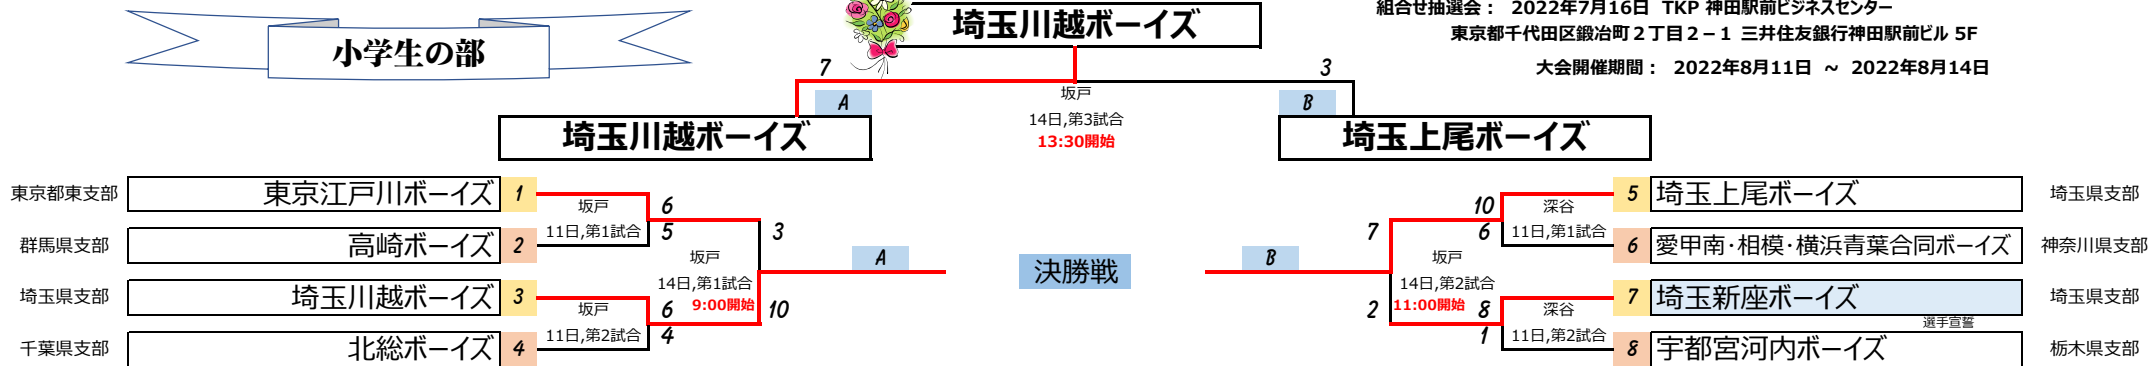 小学生の部
埼玉川越ボーイズ
組合せ抽選会： 2022年7月16日 TKP 神田駅前ビジネスセンター
東京都千代田区鍛冶町２丁目２－１ 三井住友銀行神田駅前ビル 5F
大会開催期間： 2022年8月11日 ～ 2022年8月14日
7
3
A
坂戸
B
14日,第3試合
13:30開始
埼玉川越ボーイズ
埼玉上尾ボーイズ
東京都東支部
東京江戸川ボーイズ
1
坂戸
11日,第1試合
6
5
群馬県支部
高崎ボーイズ
2
坂戸
14日,第1試合
9:00開始
3
10
A
埼玉県支部
埼玉川越ボーイズ
3
坂戸
11日,第2試合
6
4
千葉県支部
北総ボーイズ
4
決勝戦
B
7
2
坂戸
14日,第2試合
11:00開始
10
6
深谷
11日,第1試合
5
埼玉上尾ボーイズ
埼玉県支部
6
愛甲南･相模･横浜青葉合同ボーイズ
神奈川県支部
8
1
深谷
11日,第2試合
7
埼玉新座ボーイズ
埼玉県支部
選手宣誓
8
宇都宮河内ボーイズ
栃木県支部